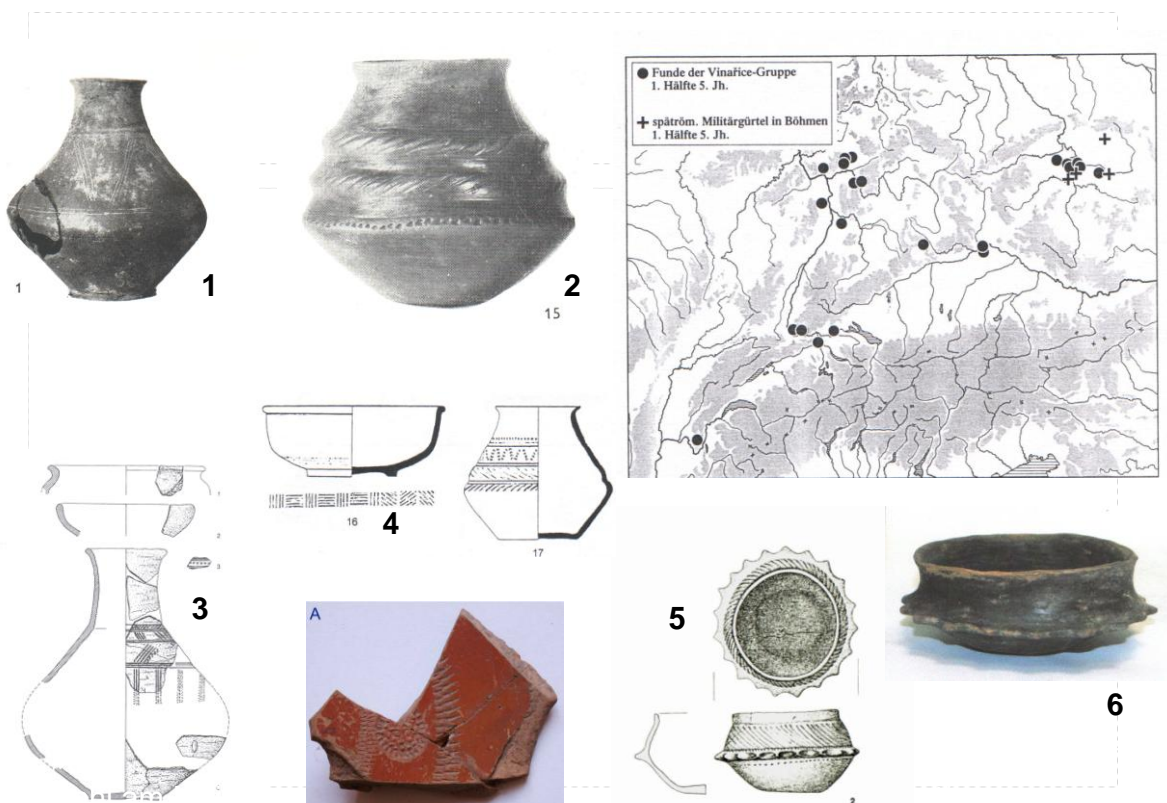 1
1
2
15
Funde der Vinařice-Gruppe
1. Hälfte 5. Jh.
spätröm. Militärgürtel in Böhmen
1. Hälfte 5. Jh.
16
4
17
1
2
3
3
A
5
6
2